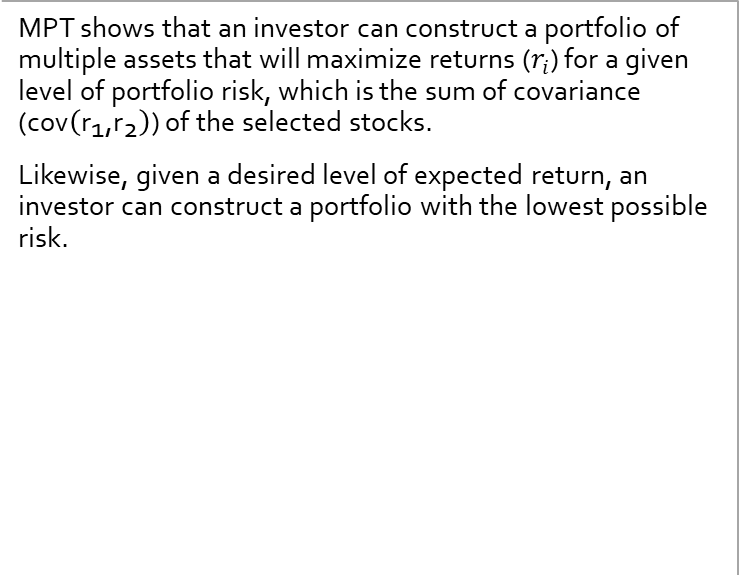 MPT shows that an investor can construct a portfolio of
multiple assets that will maximize returns (rᵢ) for a given
level of portfolio risk, which is the sum of covariance
(cov(r₁,r₂)) of the selected stocks.
Likewise, given a desired level of expected return, an
investor can construct a portfolio with the lowest possible
risk.